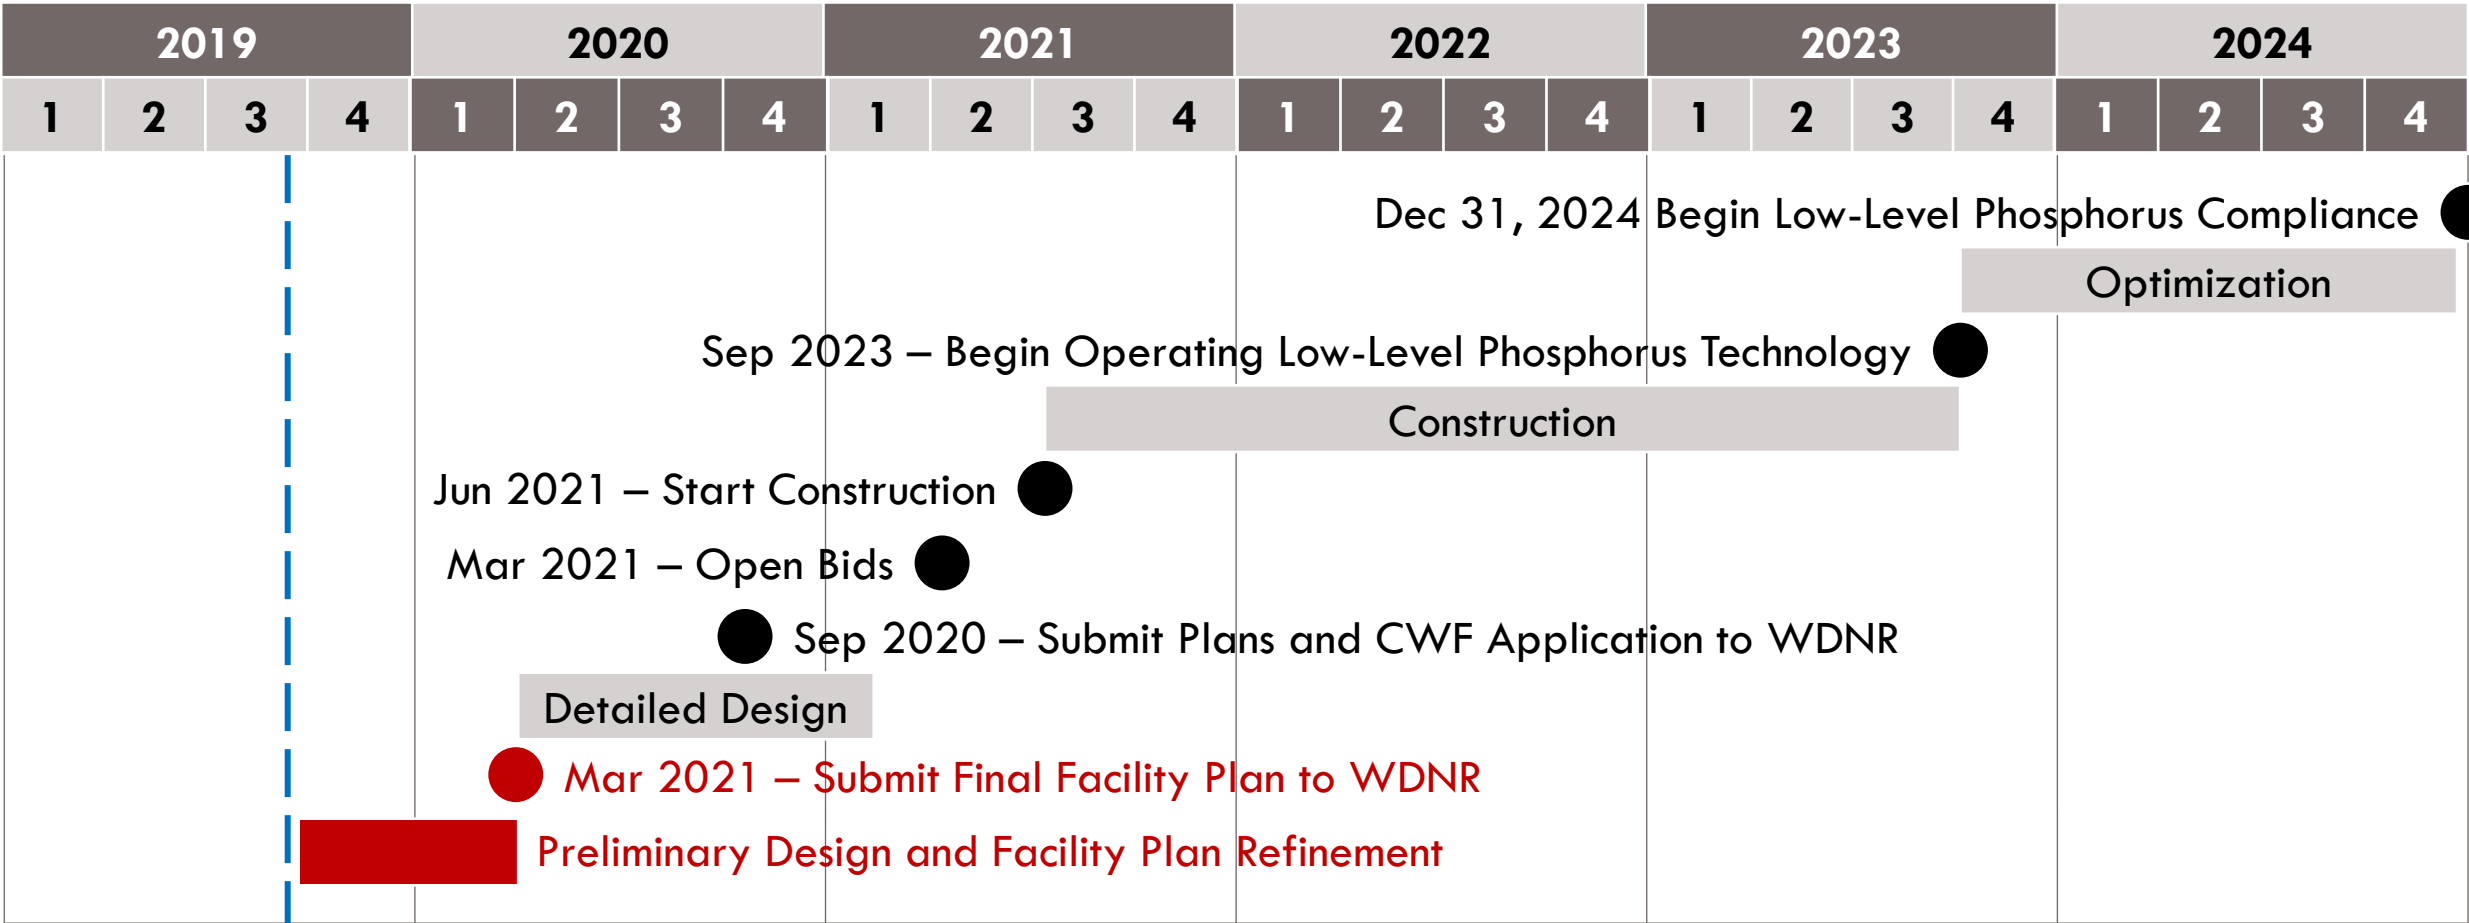 2019 2020 2021 2022 2023 2024
1 2 3 4 1 2 3 4 1 2 3 4 1 2 3 4 1 2 3 4 1 2 3 4
Dec 31, 2024 Begin Low-Level Phosphorus Compliance
Optimization
Sep 2023 – Begin Operating Low-Level Phosphorus Technology
Construction
Jun 2021 – Start Construction
Mar 2021 – Open Bids
Sep 2020 – Submit Plans and CWF Application to WDNR
Detailed Design
Mar 2021 – Submit Final Facility Plan to WDNR
Preliminary Design and Facility Plan Refinement